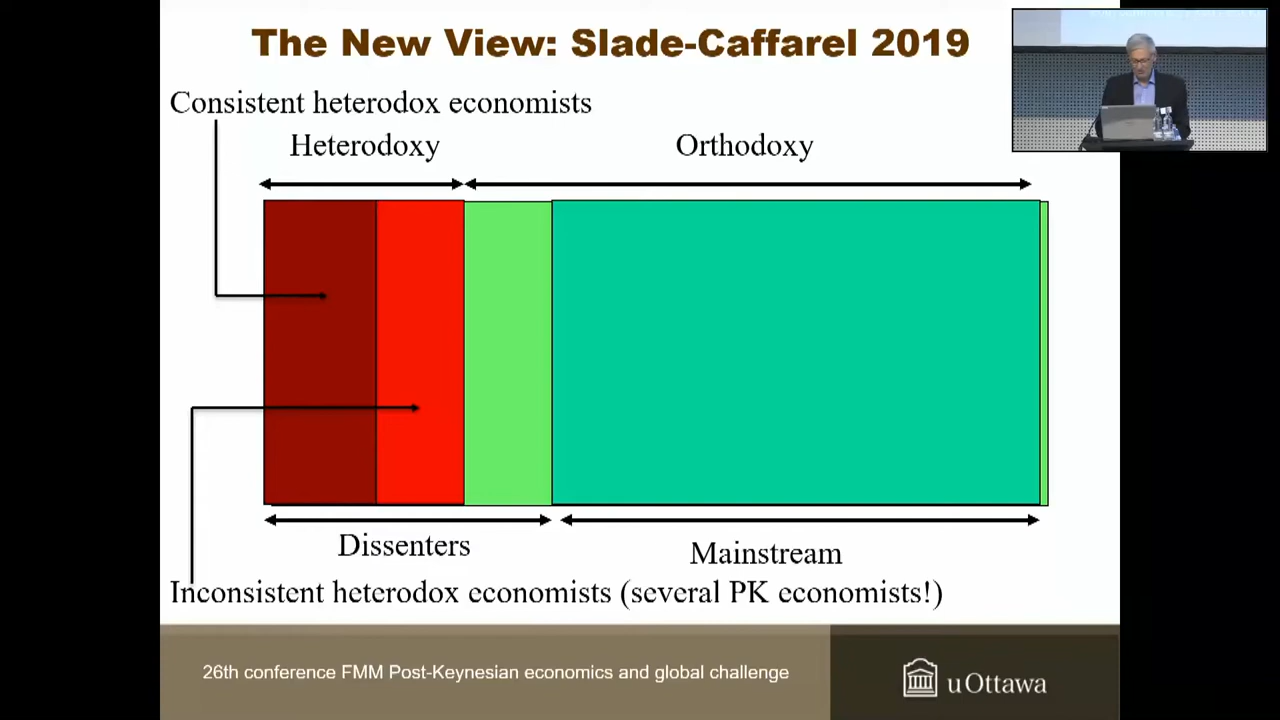 The New View: Slade-Caffarel 2019
Consistent heterodox economists
Heterodoxy
Orthodoxy
Dissenters
Mainstream
Inconsistent heterodox economists (several PK economists!)
26th conference FMM Post-Keynesian economics and global challenge
uOttawa